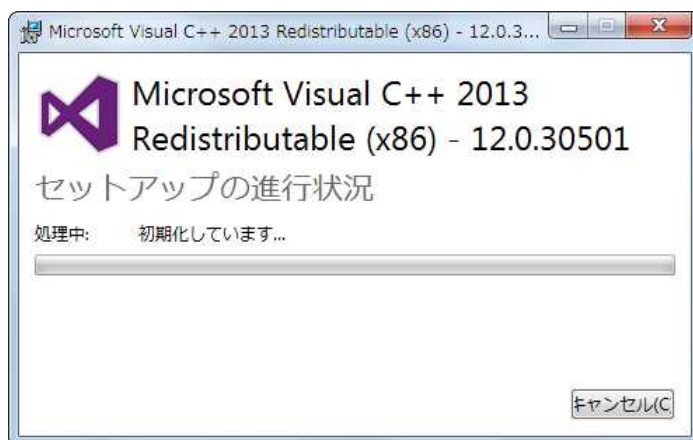 Microsoft Visual C++ 2013 Redistributable (x86) - 12.0.3...
Microsoft Visual C++ 2013
Redistributable (x86) - 12.0.30501
セットアップの進行状況
処理中: 初期化しています...
キャンセル(C